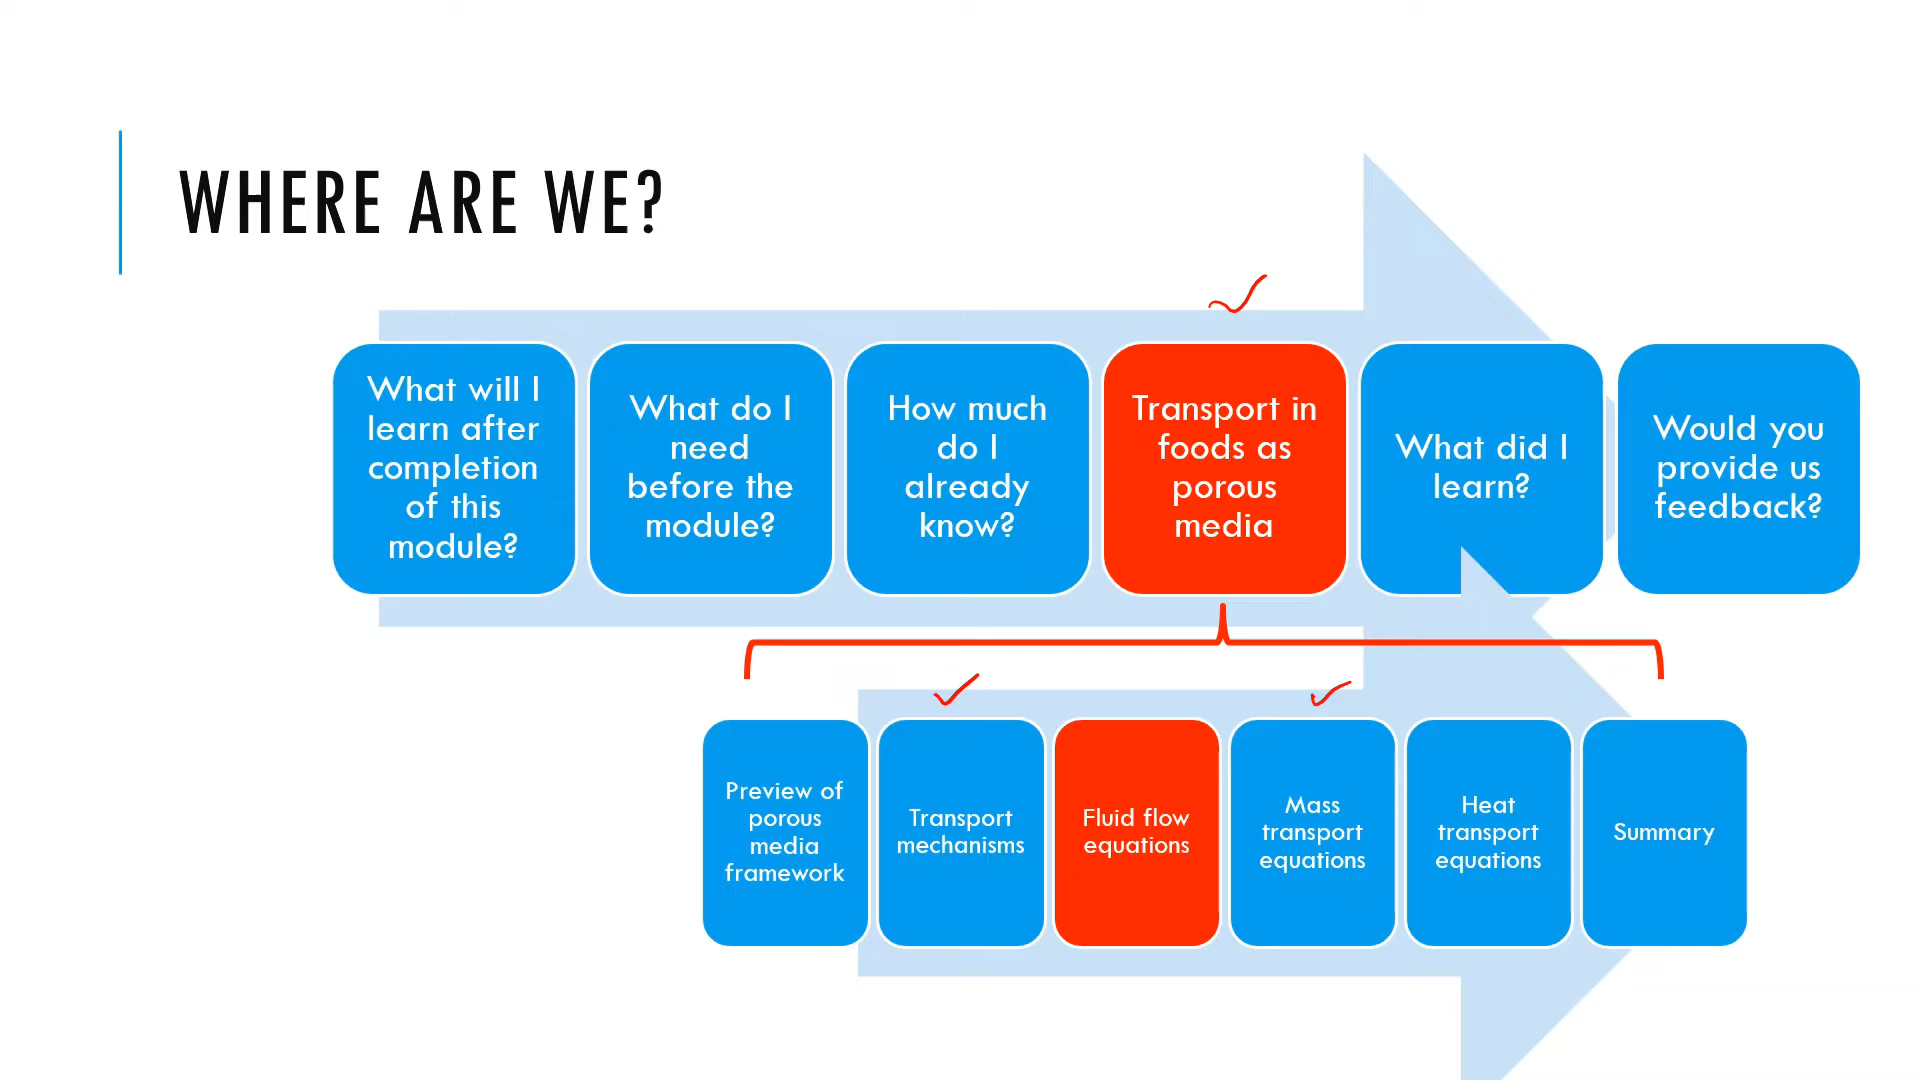 WHERE ARE WE?
What will I
learn after
completion
of this
module?
What do I
need
before the
module?
How much
do I
already
know?
Transport in
foods as
porous
media
What did I
learn?
Would you
provide us
feedback?
Preview of
porous
media
framework
Transport
mechanisms
Fluid flow
equations
Mass
transport
equations
Heat
transport
equations
Summary